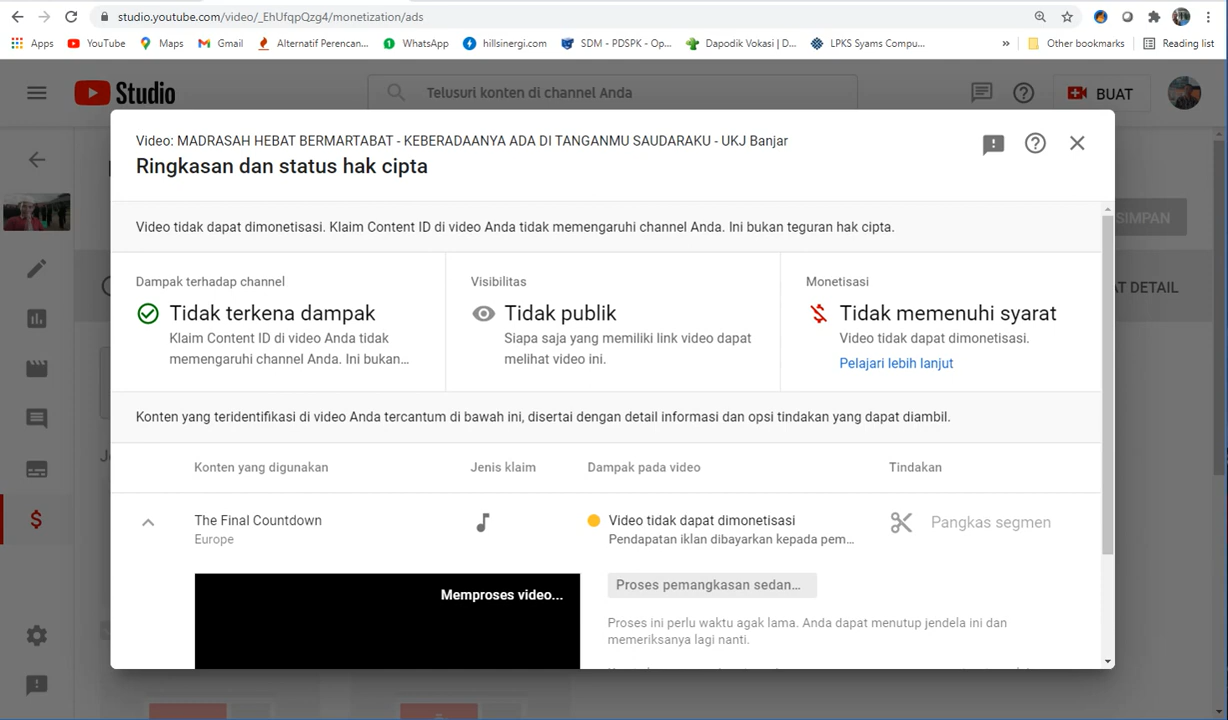 studio.youtube.com/video/_EhUfqpQzg4/monetization/ads
Apps YouTube Maps Gmail Alternatif Perencan... WhatsApp hillsinergi.com SDM - PDSPK - Op... Dapodik Vokasi | D... LPKS Syams Compu... » Other bookmarks Reading list
Studio
Telusuri konten di channel Anda
BUAT
Video: MADRASAH HEBAT BERMARTABAT - KEBERADAANYA ADA DI TANGANMU SAUDARAKU - UKJ Banjar
Ringkasan dan status hak cipta
SIMPAN
Video tidak dapat dimonetisasi. Klaim Content ID di video Anda tidak memengaruhi channel Anda. Ini bukan teguran hak cipta.
Dampak terhadap channel
Tidak terkena dampak
Klaim Content ID di video Anda tidak
memengaruhi channel Anda. Ini bukan...
Visibilitas
Tidak publik
Siapa saja yang memiliki link video dapat
melihat video ini.
Monetisasi
Tidak memenuhi syarat
Video tidak dapat dimonetisasi.
Pelajari lebih lanjut
DETAIL
Konten yang teridentifikasi di video Anda tercantum di bawah ini, disertai dengan detail informasi dan opsi tindakan yang dapat diambil.
Konten yang digunakan Jenis klaim Dampak pada video Tindakan
The Final Countdown
Europe
Video tidak dapat dimonetisasi
Pendapatan iklan dibayarkan kepada pem...
Pangkas segmen
Memproses video...
Proses pemangkasan sedan...
Proses ini perlu waktu agak lama. Anda dapat menutup jendela ini dan
memeriksanya lagi nanti.